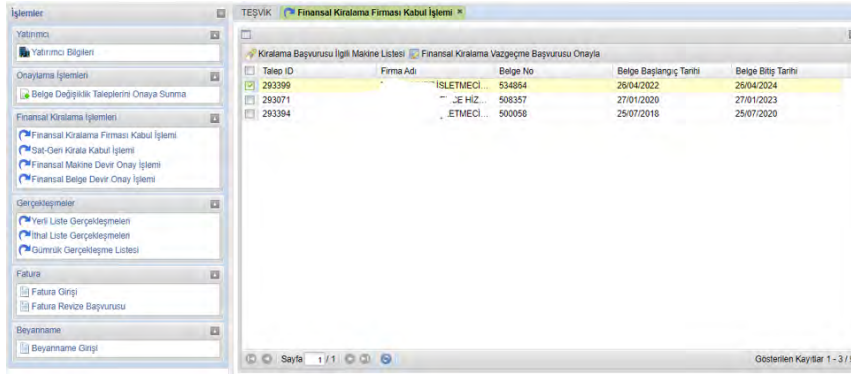 İşlemler
Yatırımcı
Yatırımcı Bilgileri
Onaylama İşlemleri
Belge Değişiklik Taleplerini Onaya Sunma
Finansal Kiralama İşlemleri
Finansal Kiralama Firması Kabul İşlemi
Sat-Geri Kirala Kabul İşlemi
Finansal Makine Devir Onay İşlemi
Finansal Belge Devir Onay İşlemi
Gerçekleşmeler
Yerli Liste Gerçekleşmeleri
İthal Liste Gerçekleşmeleri
Gümrük Gerçekleşme Listesi
Fatura
Fatura Girişi
Fatura Revize Başvurusu
Beyanname
Beyanname Girişi
TEŞVİK Finansal Kiralama Firması Kabul İşlemi ×
Kiralama Başvurusu İlgili Makine Listesi Finansal Kiralama Vazgeçme Başvurusu Onayla
Talep ID Firma Adı Belge No Belge Başlangıç Tarihi Belge Bitiş Tarihi
293399 İSLETMECİ... 534864 26/04/2022 26/04/2024
293071 HİZ... 508357 27/01/2020 27/01/2023
293394 LETMECİ... 500058 25/07/2018 25/07/2020
Sayfa 1 / 1
Gösterilen Kayıtlar 1 - 3 /